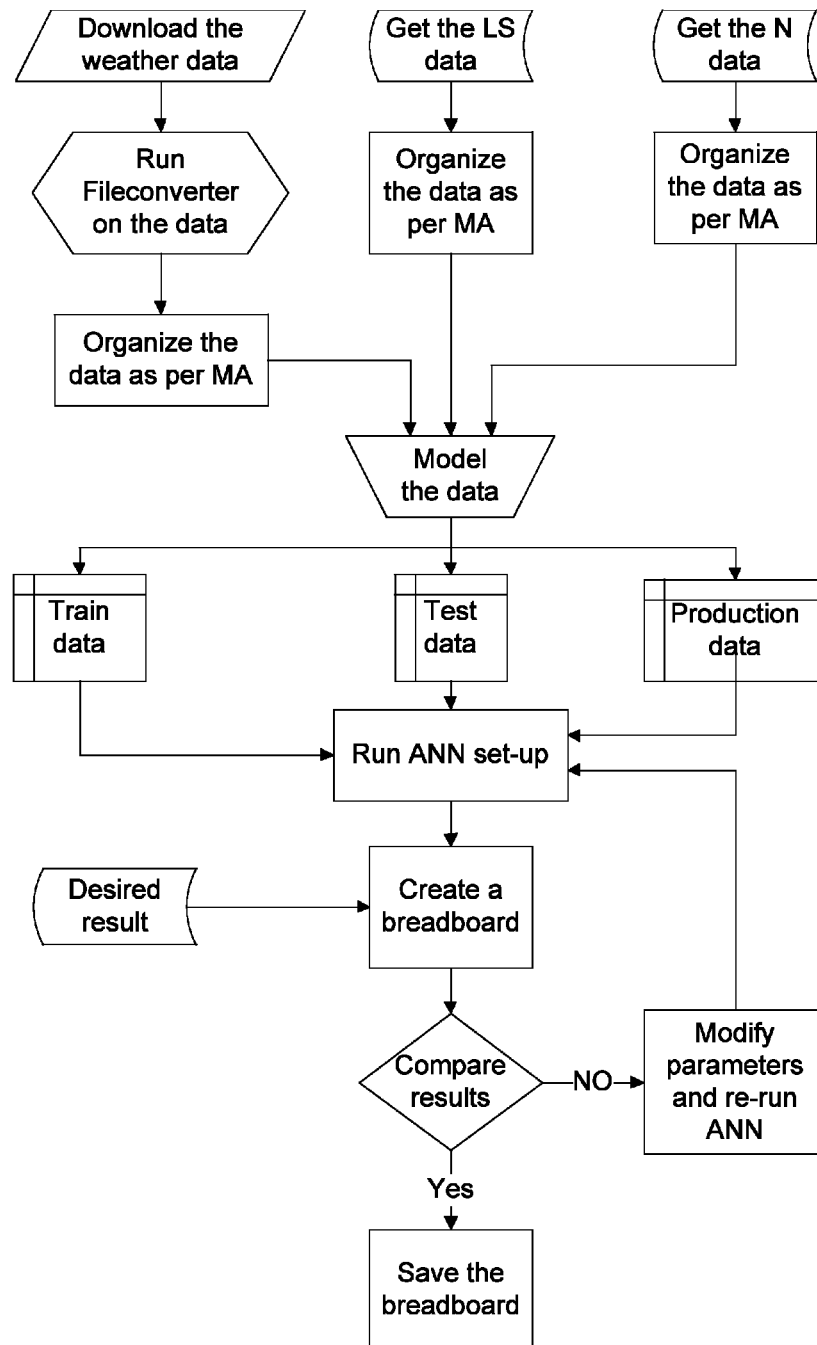 Download the
weather data
Get the LS
data
Get the N
data
Run
Fileconverter
on the data
Organize
the data as
per MA
Organize
the data as
per MA
Organize the
data as per MA
Model
the data
Train
data
Test
data
Production
data
Run ANN set-up
Desired
result
Create a
breadboard
Compare
results
NO
Modify
parameters
and re-run
ANN
Yes
Save the
breadboard